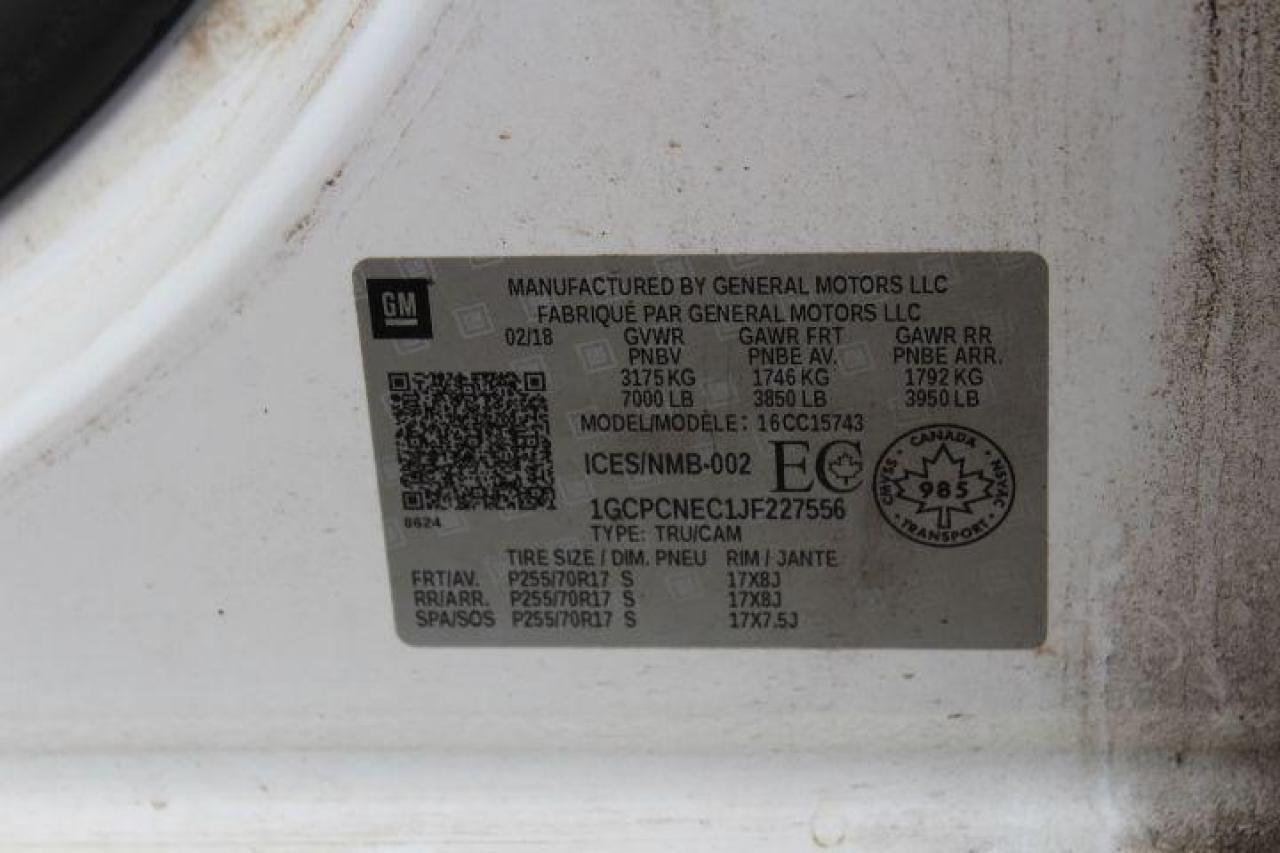 GM
MANUFACTURED BY GENERAL MOTORS LLC
FABRIQUÉ PAR GENERAL MOTORS LLC
02/18 GVWR GAWR FRT GAWR RR
PNBV PNBE AV. PNBE ARR.
3175 KG 1746 KG 1792 KG
7000 LB 3850 LB 3950 LB
MODEL/MODÈLE: 16CC15743
ICES/NMB-002 EC
CANADA
CMVSS 985 NSVAC
TRANSPORT
8624
1GCPCNEC1JF227556
TYPE: TRU/CAM
TIRE SIZE / DIM. PNEU RIM / JANTE
FRT/AV. P255/70R17 S 17X8J
RR/ARR. P255/70R17 S 17X8J
SPA/SOS P255/70R17 S 17X7.5J